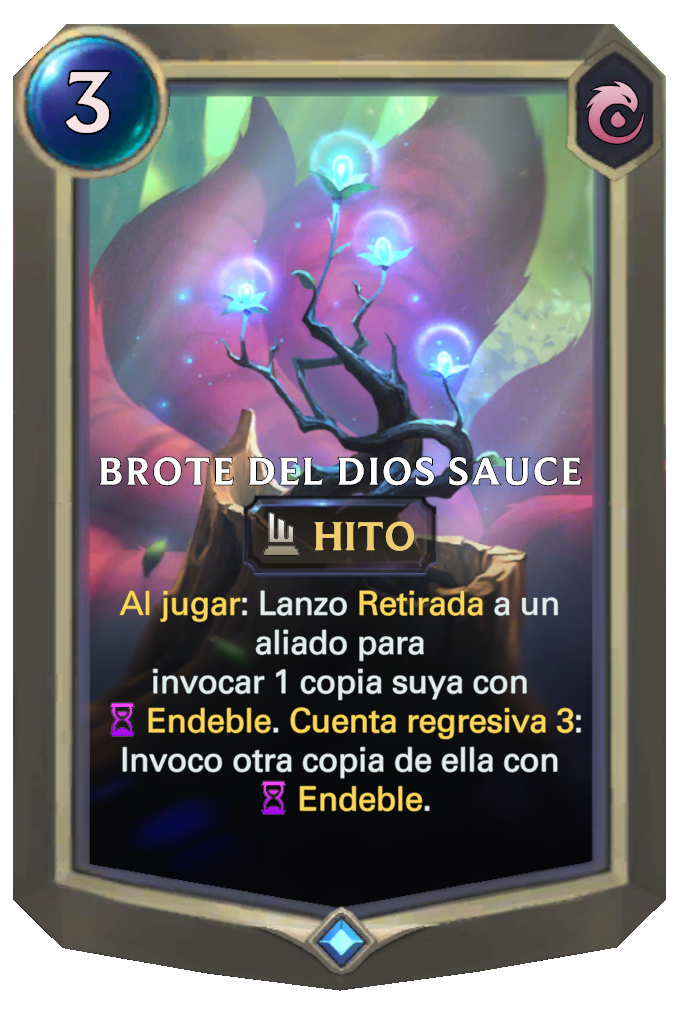 3
BROTE DEL DIOS SAUCE
HITO
Al jugar: Lanzo Retirada a un
aliado para
invocar 1 copia suya con
Endeble. Cuenta regresiva 3:
Invoco otra copia de ella con
Endeble.